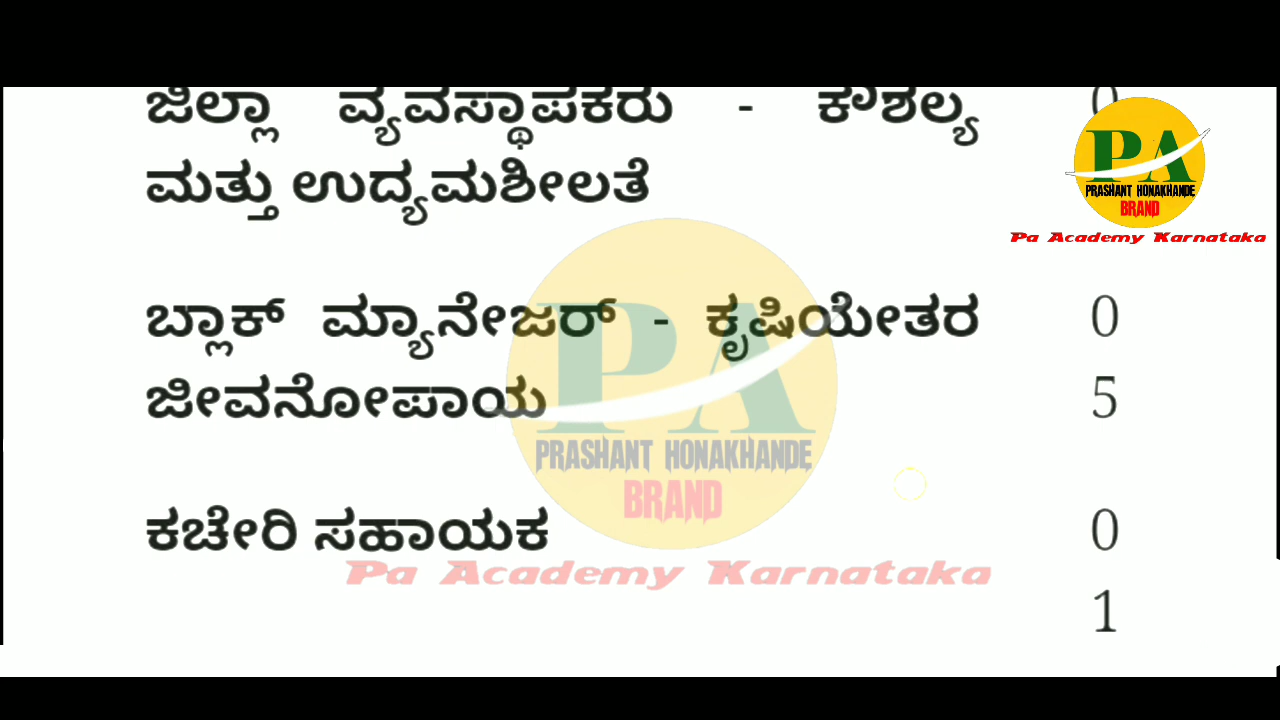 ಜಿಲ್ಲಾ ವ್ಯವಸ್ಥಾಪಕರು - ಕೌಶಲ್ಯ 0
ಮತ್ತು ಉದ್ಯಮಶೀಲತೆ
PA
PRASHANT HONAKHANDE
BRAND
Pa Academy Karnataka
ಬ್ಲಾಕ್ ಮ್ಯಾನೇಜರ್ - ಕೃಷಿಯೇತರ 0
ಜೀವನೋಪಾಯ 5
PA
PRASHANT HONAKHANDE
BRAND
ಕಚೇರಿ ಸಹಾಯಕ 0
Pa Academy Karnataka
1